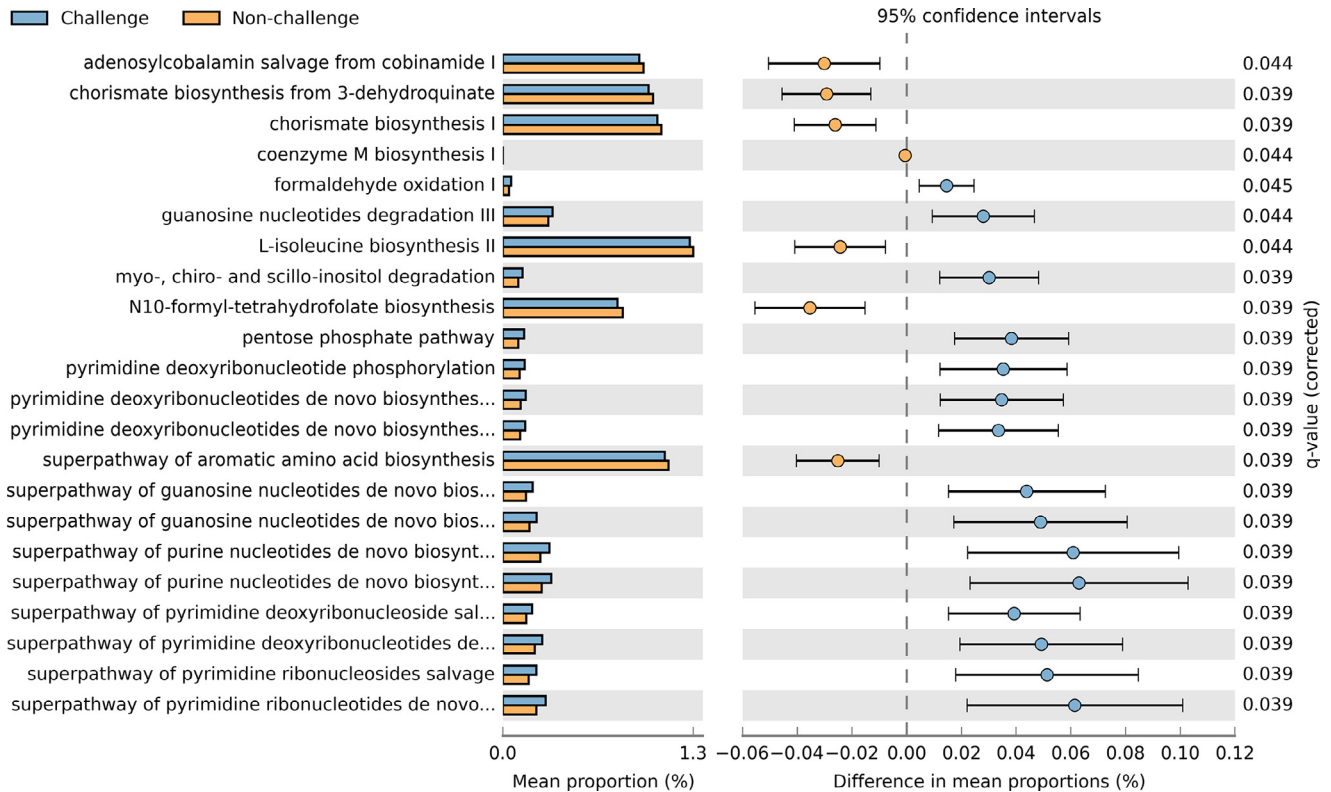 Challenge Non-challenge
95% confidence intervals
adenosylcobalamin salvage from cobinamide I 0.044
chorismate biosynthesis from 3-dehydroquinate 0.039
chorismate biosynthesis I 0.039
coenzyme M biosynthesis I 0.044
formaldehyde oxidation I 0.045
guanosine nucleotides degradation III 0.044
L-isoleucine biosynthesis II 0.044
myo-, chiro- and scillo-inositol degradation 0.039
N10-formyl-tetrahydrofolate biosynthesis 0.039
pentose phosphate pathway 0.039
pyrimidine deoxyribonucleotide phosphorylation 0.039
pyrimidine deoxyribonucleotides de novo biosynthes... 0.039
pyrimidine deoxyribonucleotides de novo biosynthes... 0.039
superpathway of aromatic amino acid biosynthesis 0.039
superpathway of guanosine nucleotides de novo bios... 0.039
superpathway of guanosine nucleotides de novo bios... 0.039
superpathway of purine nucleotides de novo biosynt... 0.039
superpathway of purine nucleotides de novo biosynt... 0.039
superpathway of pyrimidine deoxyribonucleoside sal... 0.039
superpathway of pyrimidine deoxyribonucleotides de... 0.039
superpathway of pyrimidine ribonucleosides salvage 0.039
superpathway of pyrimidine ribonucleotides de novo... 0.039
q-value (corrected)
0.0 1.3 −0.06 −0.04 −0.02 0.00 0.02 0.04 0.06 0.08 0.10 0.12
Mean proportion (%) Difference in mean proportions (%)